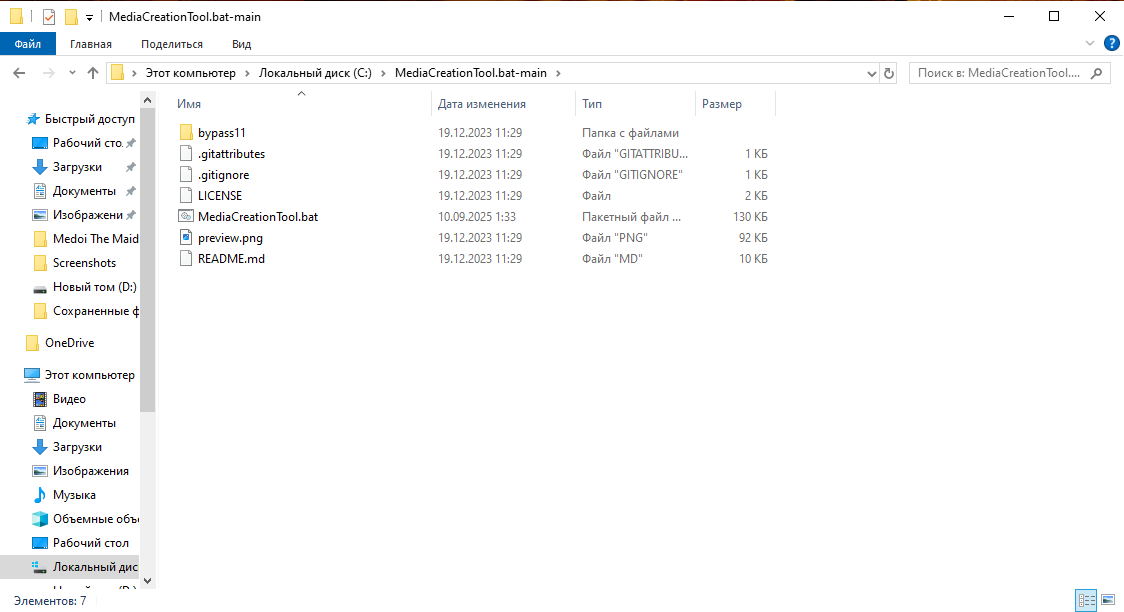 MediaCreationTool.bat-main
Файл Главная Поделиться Вид
Этот компьютер Локальный диск (C:) MediaCreationTool.bat-main
Поиск в: MediaCreationTool....
Быстрый доступ
Рабочий сто.
Загрузки
Документы
Изображени
Medoi The Maid
Screenshots
Новый том (D:)
Сохраненные ф
OneDrive
Этот компьютер
Видео
Документы
Загрузки
Изображения
Музыка
Объемные объ
Рабочий стол
Локальный дис
Имя Дата изменения Тип Размер
bypass11 19.12.2023 11:29 Папка с файлами
.gitattributes 19.12.2023 11:29 Файл "GITATTRIBU... 1 КБ
.gitignore 19.12.2023 11:29 Файл "GITIGNORE" 1 КБ
LICENSE 19.12.2023 11:29 Файл 2 КБ
MediaCreationTool.bat 10.09.2025 1:33 Пакетный файл ... 130 КБ
preview.png 19.12.2023 11:29 Файл "PNG" 92 КБ
README.md 19.12.2023 11:29 Файл "MD" 10 КБ
Элементов: 7